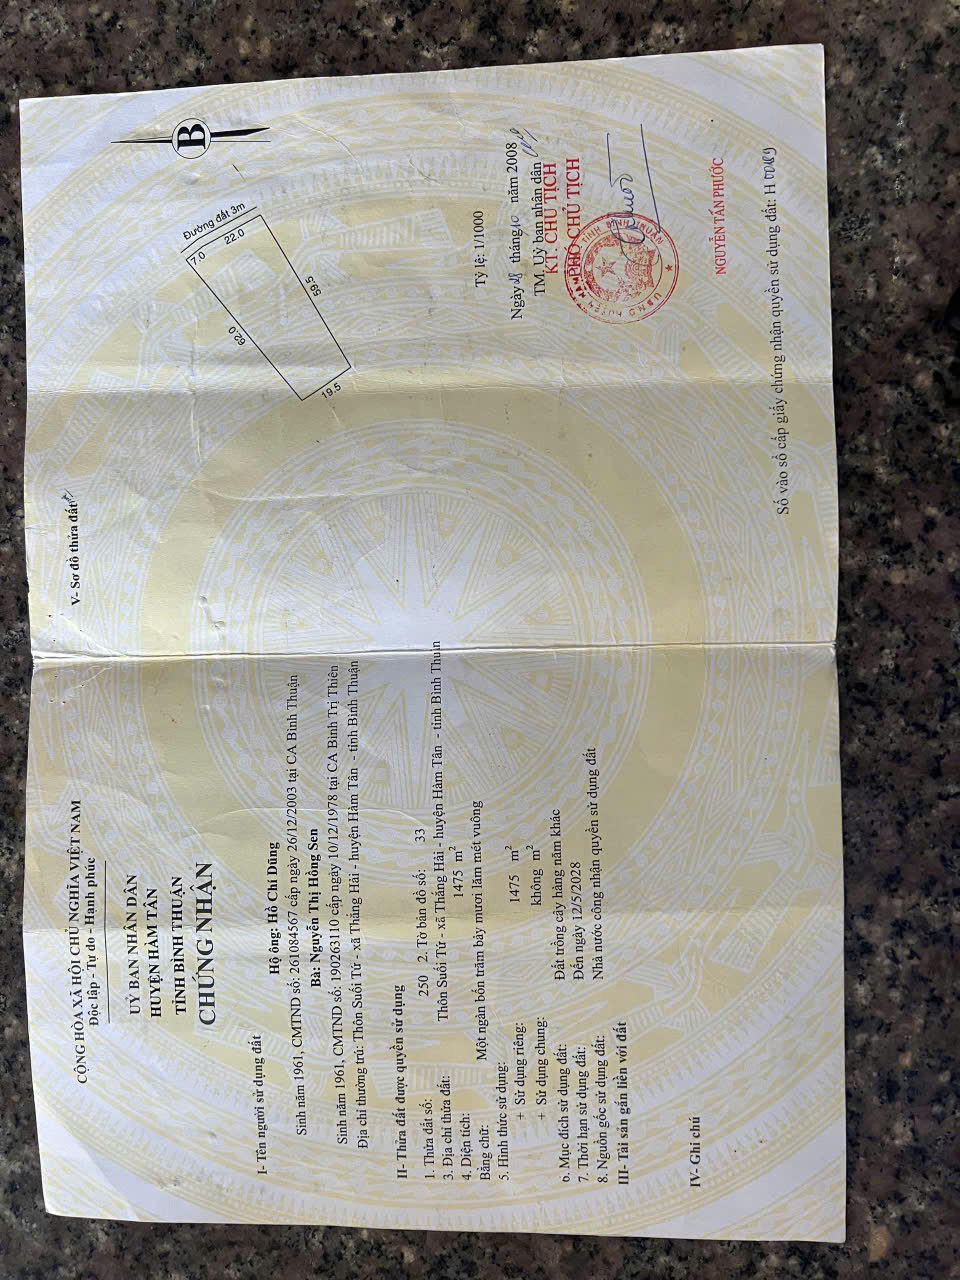 CỘNG HÒA XÃ HỘI CHỦ NGHĨA VIỆT NAM
Độc lập - Tự do - Hạnh phúc
UỶ BAN NHÂN DÂN
HUYỆN HÀM TÂN
TỈNH BÌNH THUẬN
CHỨNG NHẬN
I- Tên người sử dụng đất
Hộ ông: Hồ Chí Dũng
Sinh năm 1961, CMTND số: 261084567 cấp ngày 26/12/2003 tại CA Bình Thuận
Bà: Nguyễn Thị Hồng Sen
Sinh năm 1961, CMTND số: 190263110 cấp ngày 10/12/1978 tại CA Bình Trị Thiên
Địa chỉ thường trú: Thôn Suối Tứ - xã Thắng Hải - huyện Hàm Tân - tỉnh Bình Thuận
II- Thửa đất được quyền sử dụng
1. Thửa đất số: 250 2. Tờ bản đồ số: 33
3. Địa chỉ thửa đất: Thôn Suối Tứ - xã Thắng Hải - huyện Hàm Tân - tỉnh Bình Thuận
4. Diện tích: 1475 m²
Bằng chữ: Một ngàn bốn trăm bảy mươi lăm mét vuông
5. Hình thức sử dụng:
+ Sử dụng riêng: 1475 m²
+ Sử dụng chung: không m²
6. Mục đích sử dụng đất: Đất trồng cây hàng năm khác
7. Thời hạn sử dụng đất: Đến ngày 12/5/2028
8. Nguồn gốc sử dụng đất: Nhà nước công nhận quyền sử dụng đất
III- Tài sản gắn liền với đất
IV- Ghi chú
V- Sơ đồ thửa đất
B
Đường đất 3m
7.0
22.0
62.0
59.5
19.5
Tỷ lệ: 1/1000
Ngày 28 tháng 10 năm 2008
TM. Uỷ ban nhân dân
KT. CHỦ TỊCH
PHÓ CHỦ TỊCH
TỈNH BÌNH THUẬN
UBND HUYỆN HÀM TÂN
NGUYỄN TẤN PHƯỚC
Số vào sổ cấp giấy chứng nhận quyền sử dụng đất: H